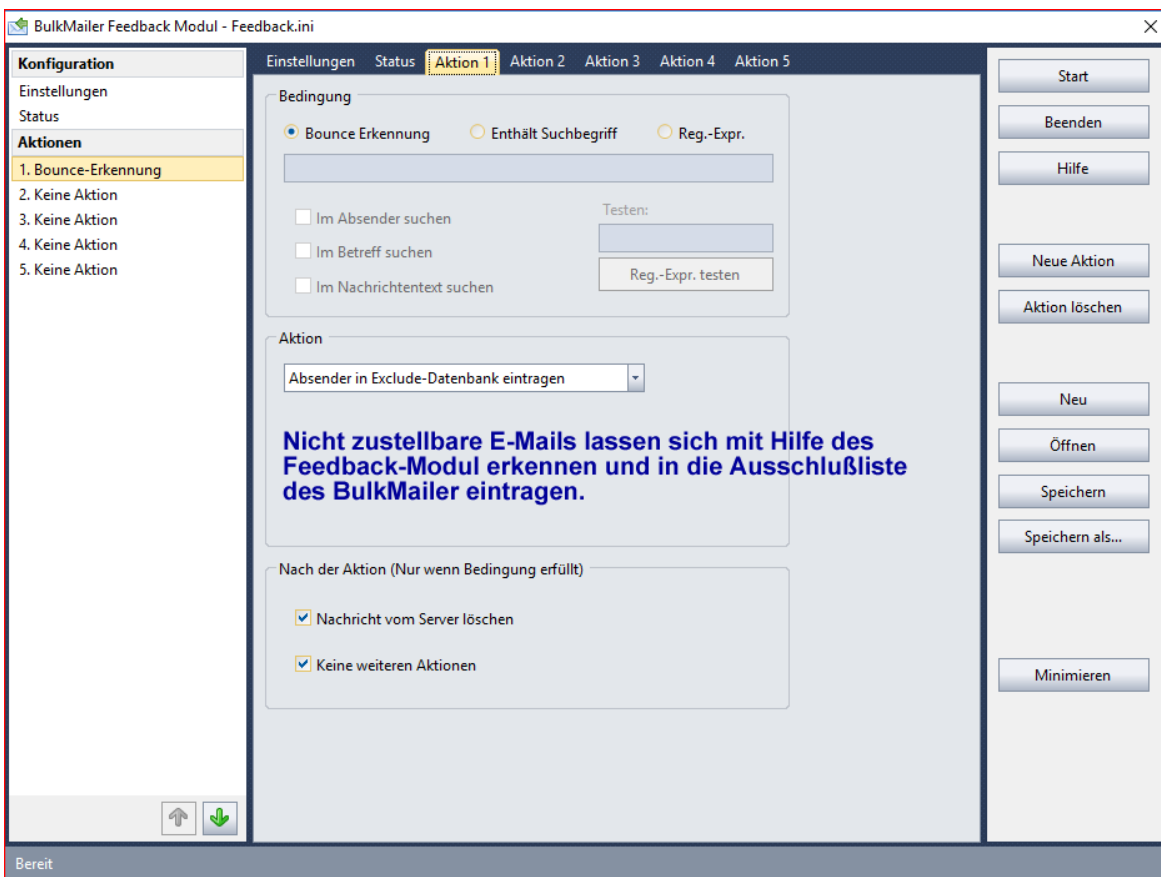 BulkMailer Feedback Modul - Feedback.ini
Konfiguration
Einstellungen
Status
Aktionen
1. Bounce-Erkennung
2. Keine Aktion
3. Keine Aktion
4. Keine Aktion
5. Keine Aktion
Einstellungen Status Aktion 1 Aktion 2 Aktion 3 Aktion 4 Aktion 5
Bedingung
Bounce Erkennung Enthält Suchbegriff Reg.-Expr.
Im Absender suchen
Im Betreff suchen
Im Nachrichtentext suchen
Testen:
Reg.-Expr. testen
Aktion
Absender in Exclude-Datenbank eintragen
Nicht zustellbare E-Mails lassen sich mit Hilfe des
Feedback-Modul erkennen und in die Ausschlußliste
des BulkMailer eintragen.
Nach der Aktion (Nur wenn Bedingung erfüllt)
Nachricht vom Server löschen
Keine weiteren Aktionen
Start
Beenden
Hilfe
Neue Aktion
Aktion löschen
Neu
Öffnen
Speichern
Speichern als...
Minimieren
Bereit